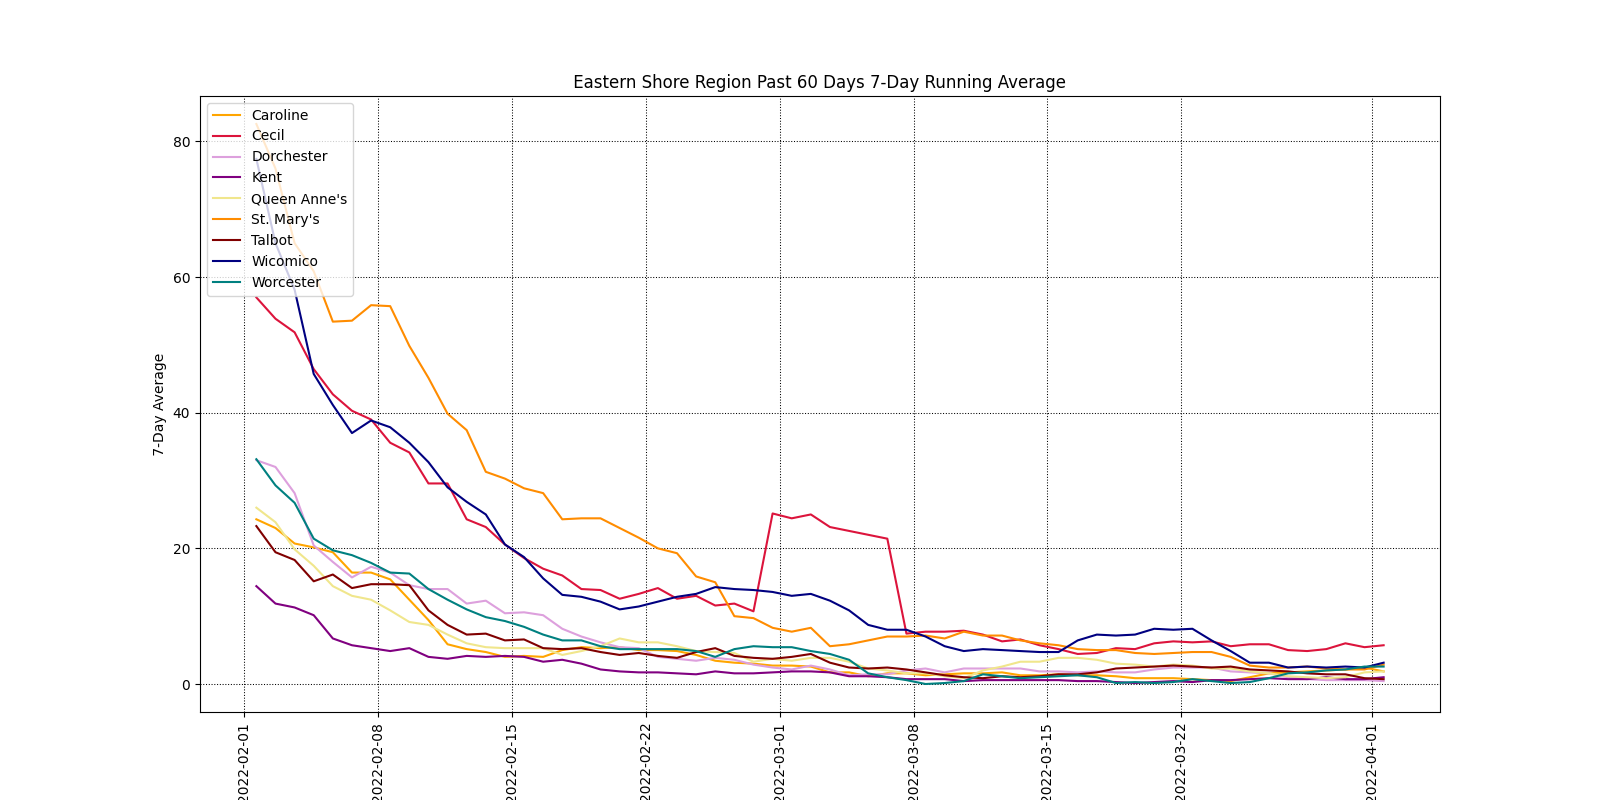 Eastern Shore Region Past 60 Days 7-Day Running Average
Caroline
Cecil
Dorchester
Kent
Queen Anne's
St. Mary's
Talbot
Wicomico
Worcester
7-Day Average
80
60
40
20
0
2022-02-01
2022-02-08
2022-02-15
2022-02-22
2022-03-01
2022-03-08
2022-03-15
2022-03-22
2022-04-01